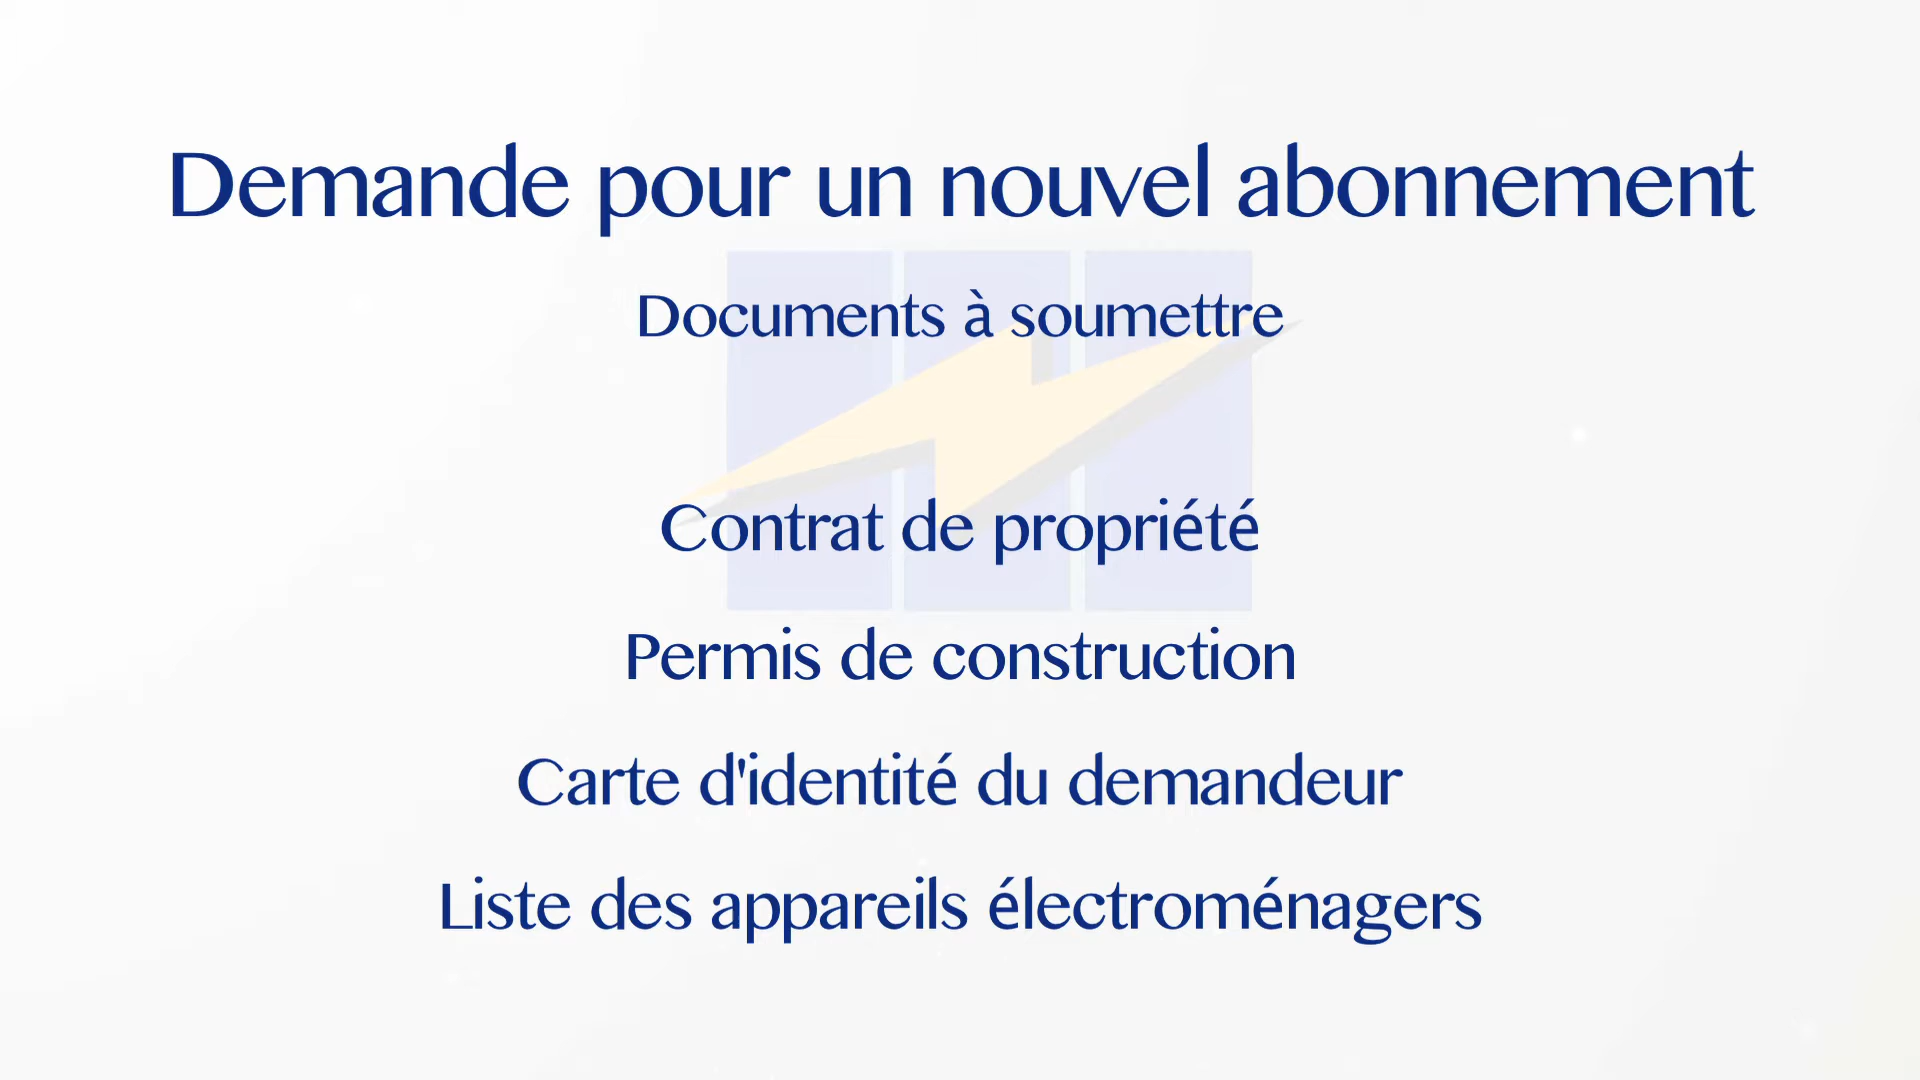 Demande pour un nouvel abonnement
Documents à soumettre
Contrat de propriété
Permis de construction
Carte d'identité du demandeur
Liste des appareils électroménagers